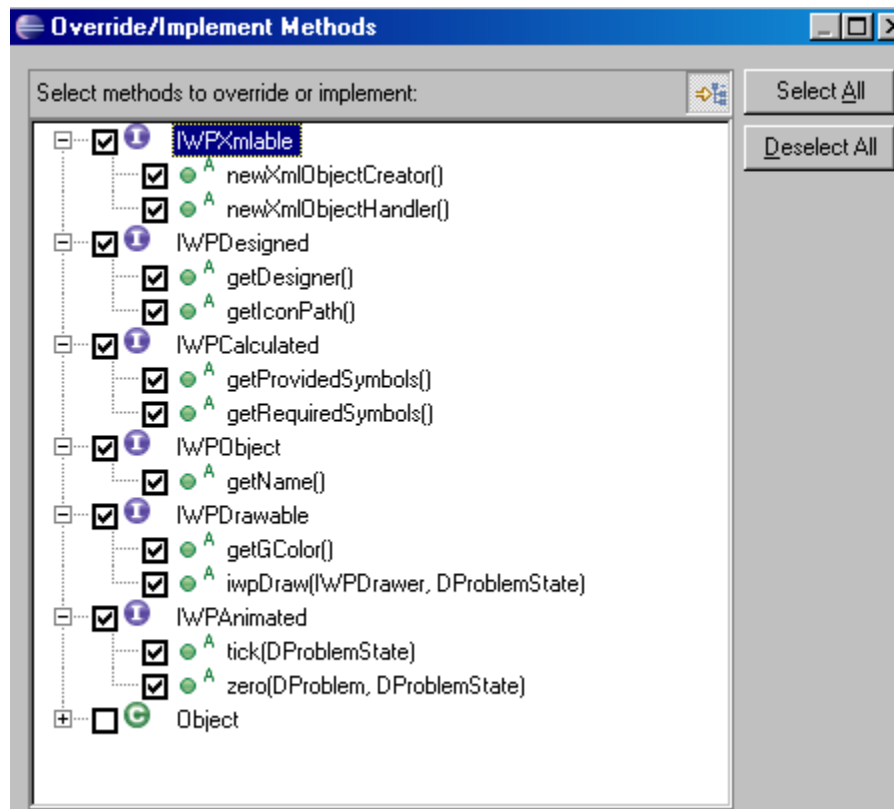 Override/Implement Methods
Select methods to override or implement:
Select All
Deselect All
IWPXmlable
newXmlObjectCreator()
newXmlObjectHandler()
IWPDesigned
getDesigner()
getIconPath()
IWPCalculated
getProvidedSymbols()
getRequiredSymbols()
IWPObject
getName()
IWPDrawable
getGColor()
iwpDraw(IWPDrawer, DProblemState)
IWPAnimated
tick(DProblemState)
zero(DProblem, DProblemState)
Object